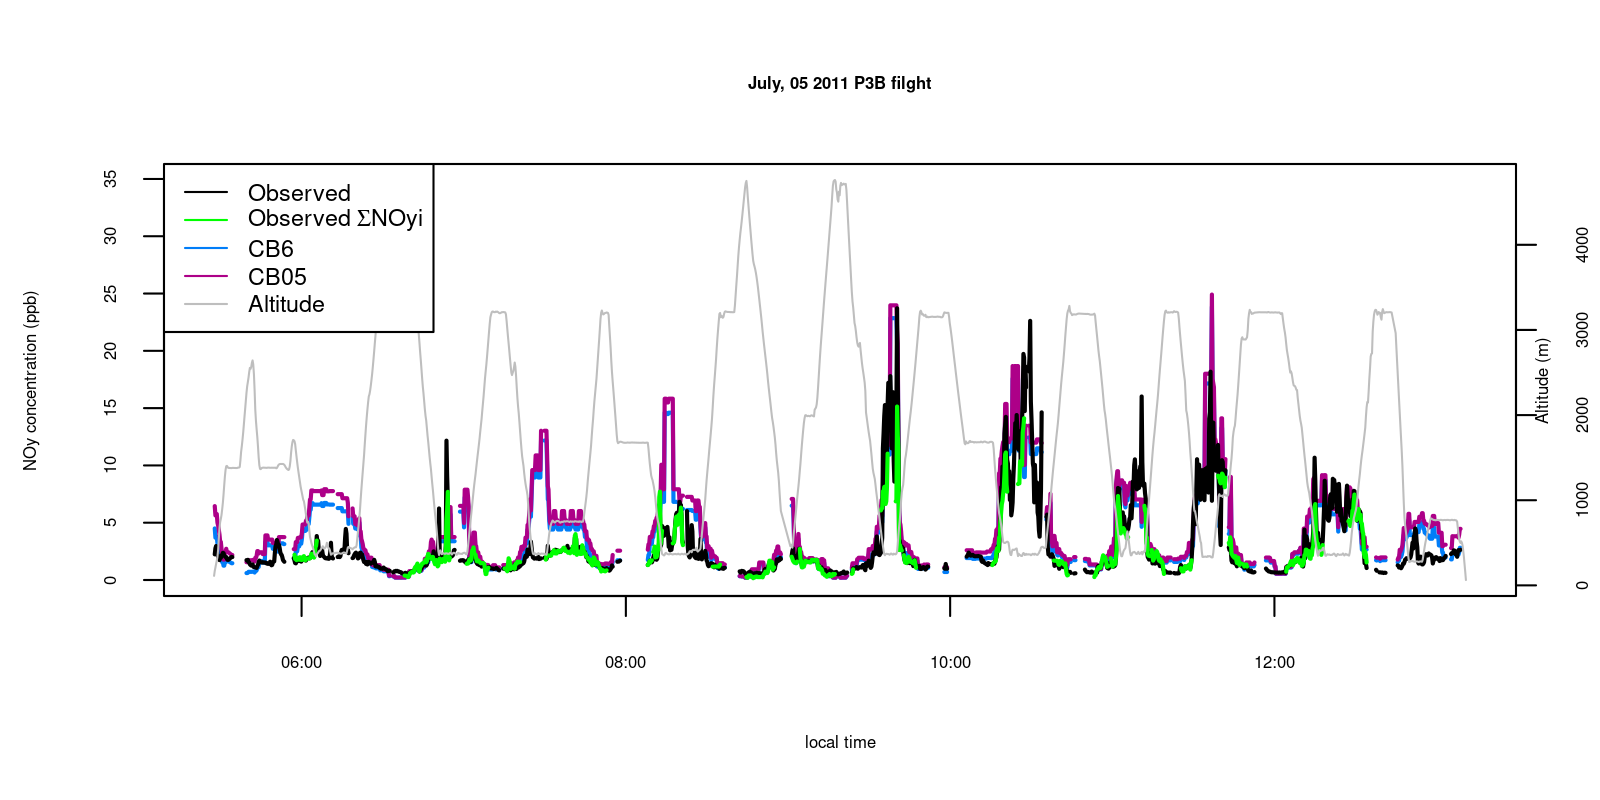 July, 05 2011 P3B filght
Observed
Observed ΣNOyi
CB6
CB05
Altitude
NOy concentration (ppb)
35
30
25
20
15
10
5
0
Altitude (m)
4000
3000
2000
1000
0
06:00 08:00 10:00 12:00
local time